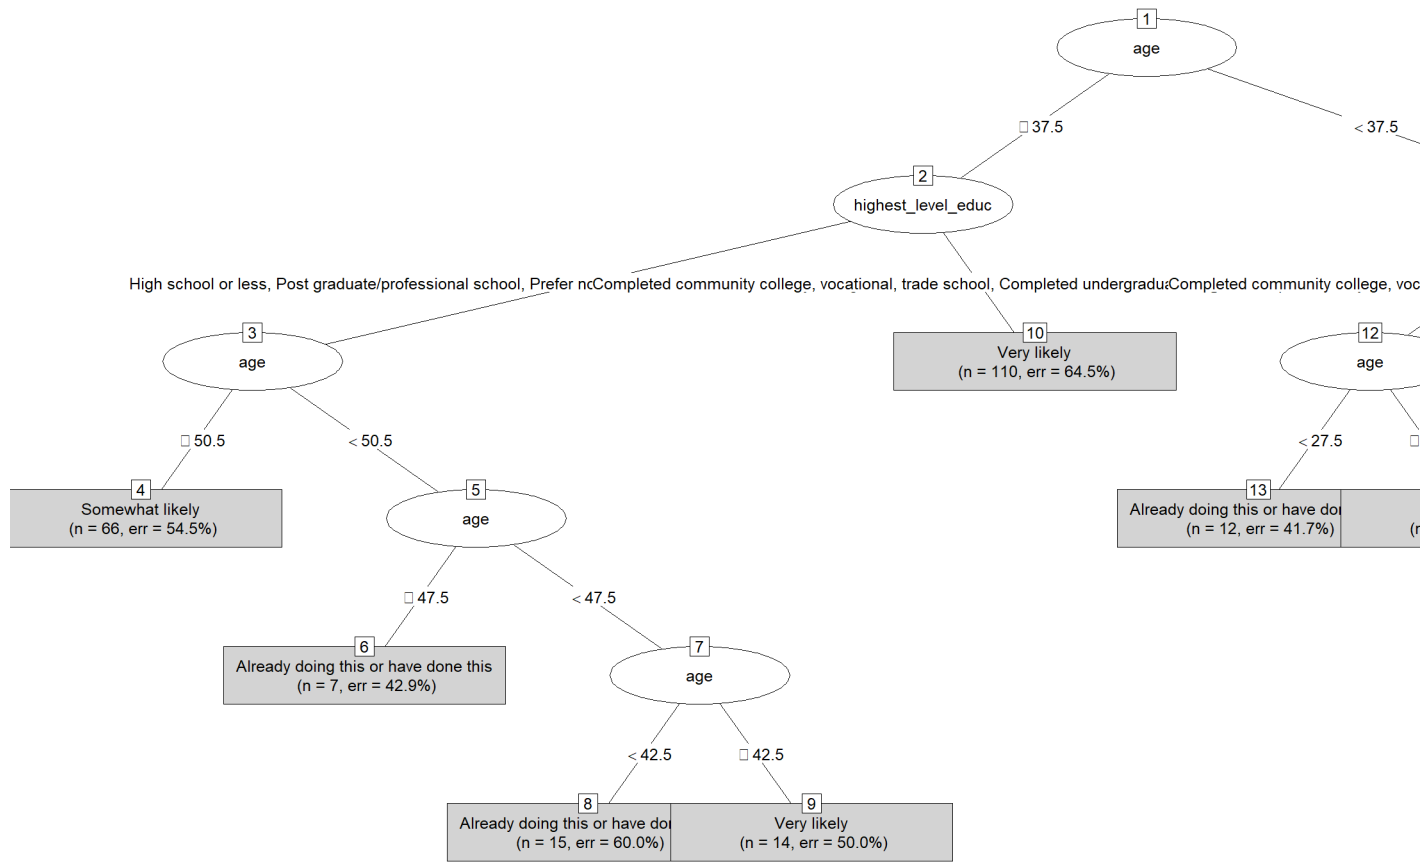 1
age
▯ 37.5
< 37.5
2
highest_level_educ
High school or less, Post graduate/professional school, Prefer
Completed community college, vocational, trade school, Completed
Completed community college,
3
age
10
Very likely
(n = 110, err = 64.5%)
12
age
▯ 50.5
< 50.5
< 27.5
▯
4
Somewhat likely
(n = 66, err = 54.5%)
5
age
13
Already doing this or have
(n = 12, err = 41.7%)
▯ 47.5
< 47.5
6
Already doing this or have done this
(n = 7, err = 42.9%)
7
age
< 42.5
▯ 42.5
8
Already doing this or have
(n = 15, err = 60.0%)
9
Very likely
(n = 14, err = 50.0%)